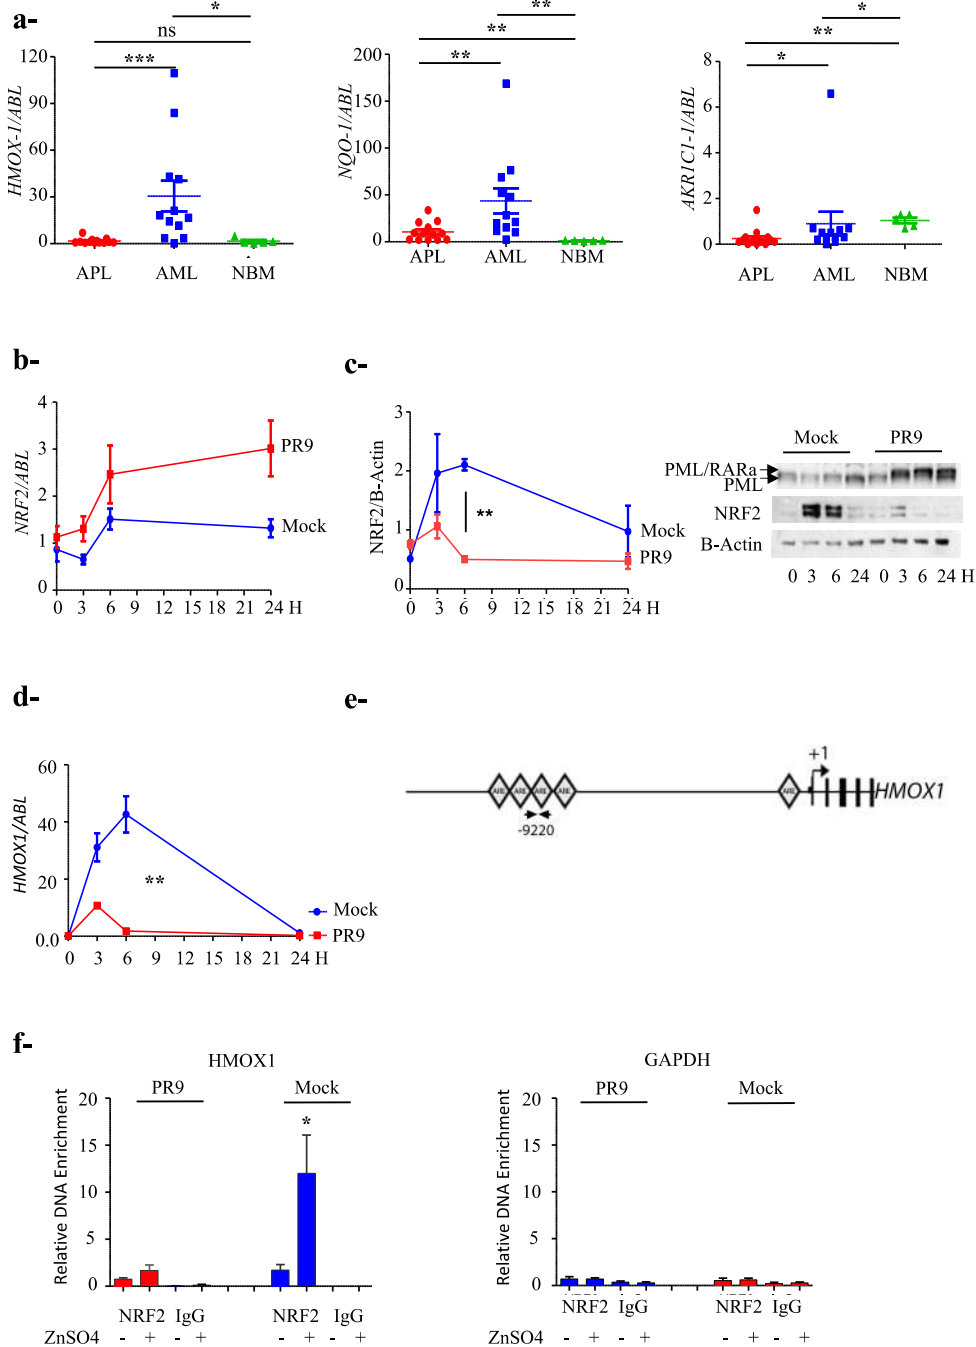 a-
*
ns
***
HMOX-1/ABL
120
90
60
30
0
APL
AML
NBM
**
**
**
NQO-1/ABL
200
150
100
50
0
APL
AML
NBM
*
**
*
AKR1C1-1/ABL
8
6
4
2
0
APL
AML
NBM
b-
NRF2/ABL
4
3
2
1
0
PR9
Mock
0 3 6 9 12 15 18 21 24 H
c-
NRF2/B-Actin
3
2
1
0
**
Mock
PR9
0 3 6 9 12 15 18 21 24 H
Mock PR9
PML/RARa
PML
NRF2
B-Actin
0 3 6 24 0 3 6 24 H
d-
HMOX1/ABL
60
40
20
0.0
**
Mock
PR9
0 3 6 9 12 15 18 21 24 H
e-
+1
ARE ARE ARE ARE ARE HMOX1
-9220
f-
HMOX1
PR9 Mock
Relative DNA Enrichment
20
15
10
5
0
*
NRF2 IgG NRF2 IgG
ZnSO4 - + - + - + - +
GAPDH
PR9 Mock
Relative DNA Enrichment
20
15
10
5
0
NRF2 IgG NRF2 IgG
ZnSO4 - + - + - + - +